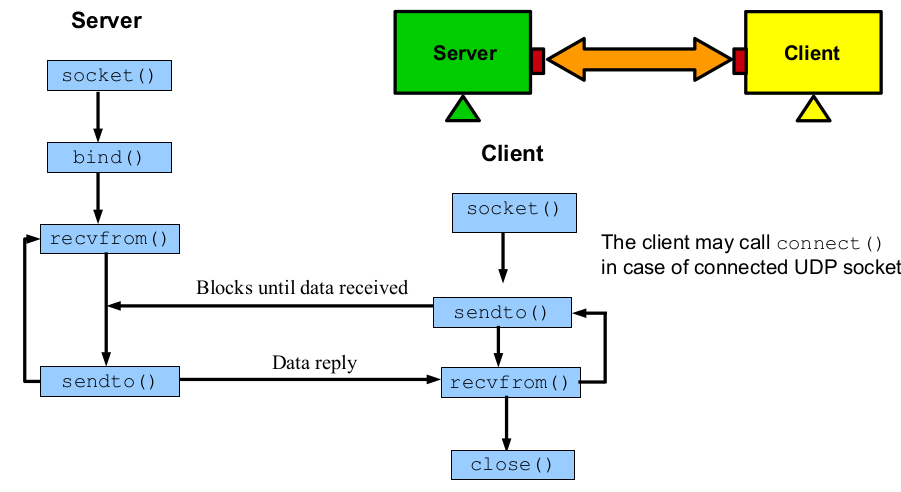 Server
socket()
bind()
recvfrom()
sendto()
Server
Client
Client
socket()
The client may call connect()
in case of connected UDP socket
Blocks until data received
sendto()
Data reply
recvfrom()
close()